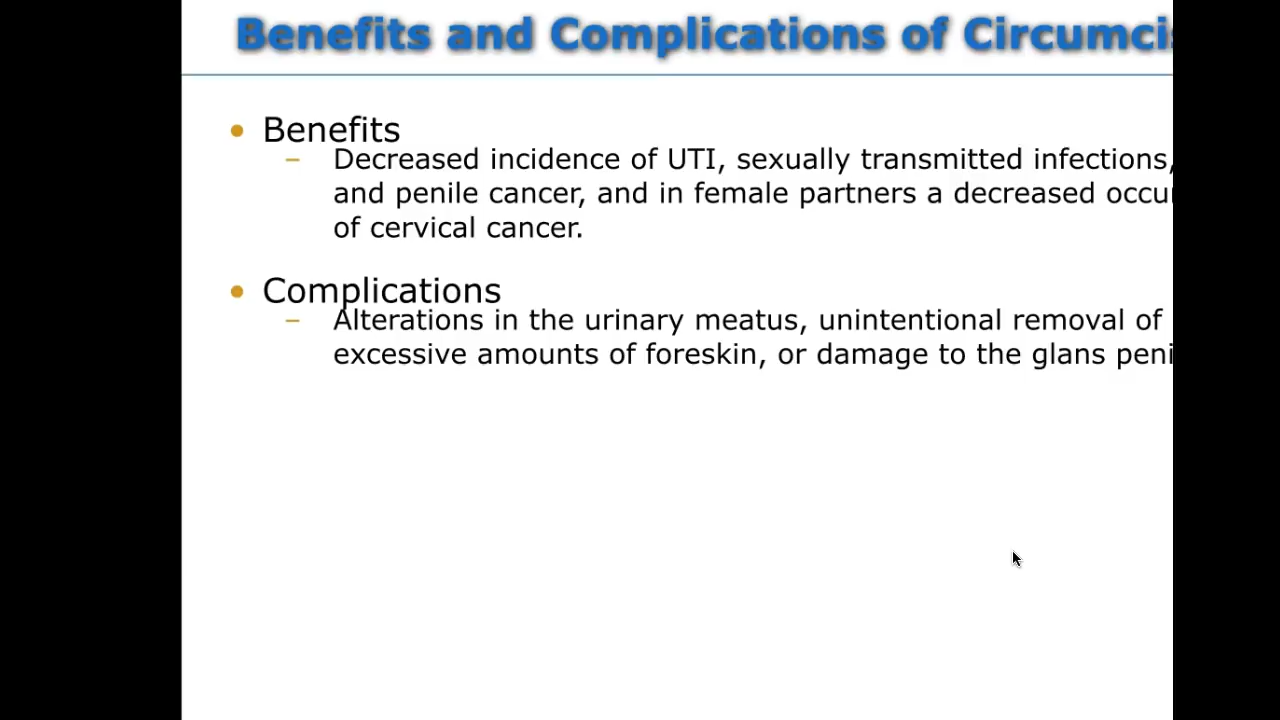 Benefits and Complications of Circumcis
• Benefits
– Decreased incidence of UTI, sexually transmitted infections,
and penile cancer, and in female partners a decreased occur
of cervical cancer.
• Complications
– Alterations in the urinary meatus, unintentional removal of
excessive amounts of foreskin, or damage to the glans peni